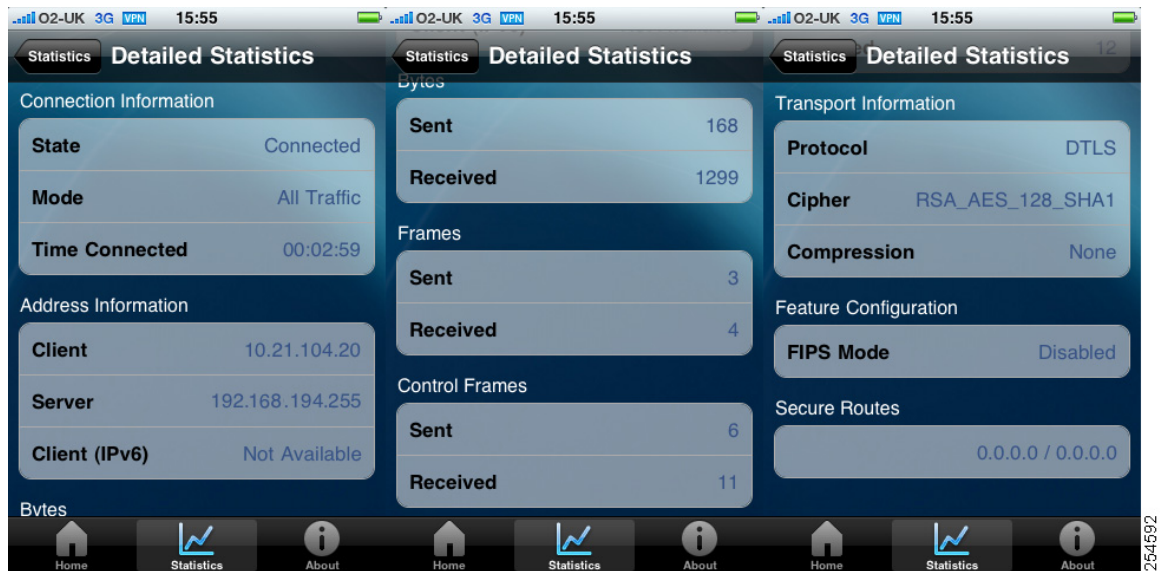 O2-UK 3G VPN 15:55
Statistics Detailed Statistics
Connection Information
State Connected
Mode All Traffic
Time Connected 00:02:59
Address Information
Client 10.21.104.20
Server 192.168.194.255
Client (IPv6) Not Available
Bytes
Home Statistics About
O2-UK 3G VPN 15:55
Statistics Detailed Statistics
Bytes
Sent 168
Received 1299
Frames
Sent 3
Received 4
Control Frames
Sent 6
Received 11
Home Statistics About
O2-UK 3G VPN 15:55
Statistics Detailed Statistics
12
Transport Information
Protocol DTLS
Cipher RSA_AES_128_SHA1
Compression None
Feature Configuration
FIPS Mode Disabled
Secure Routes
0.0.0.0 / 0.0.0.0
Home Statistics About
254592